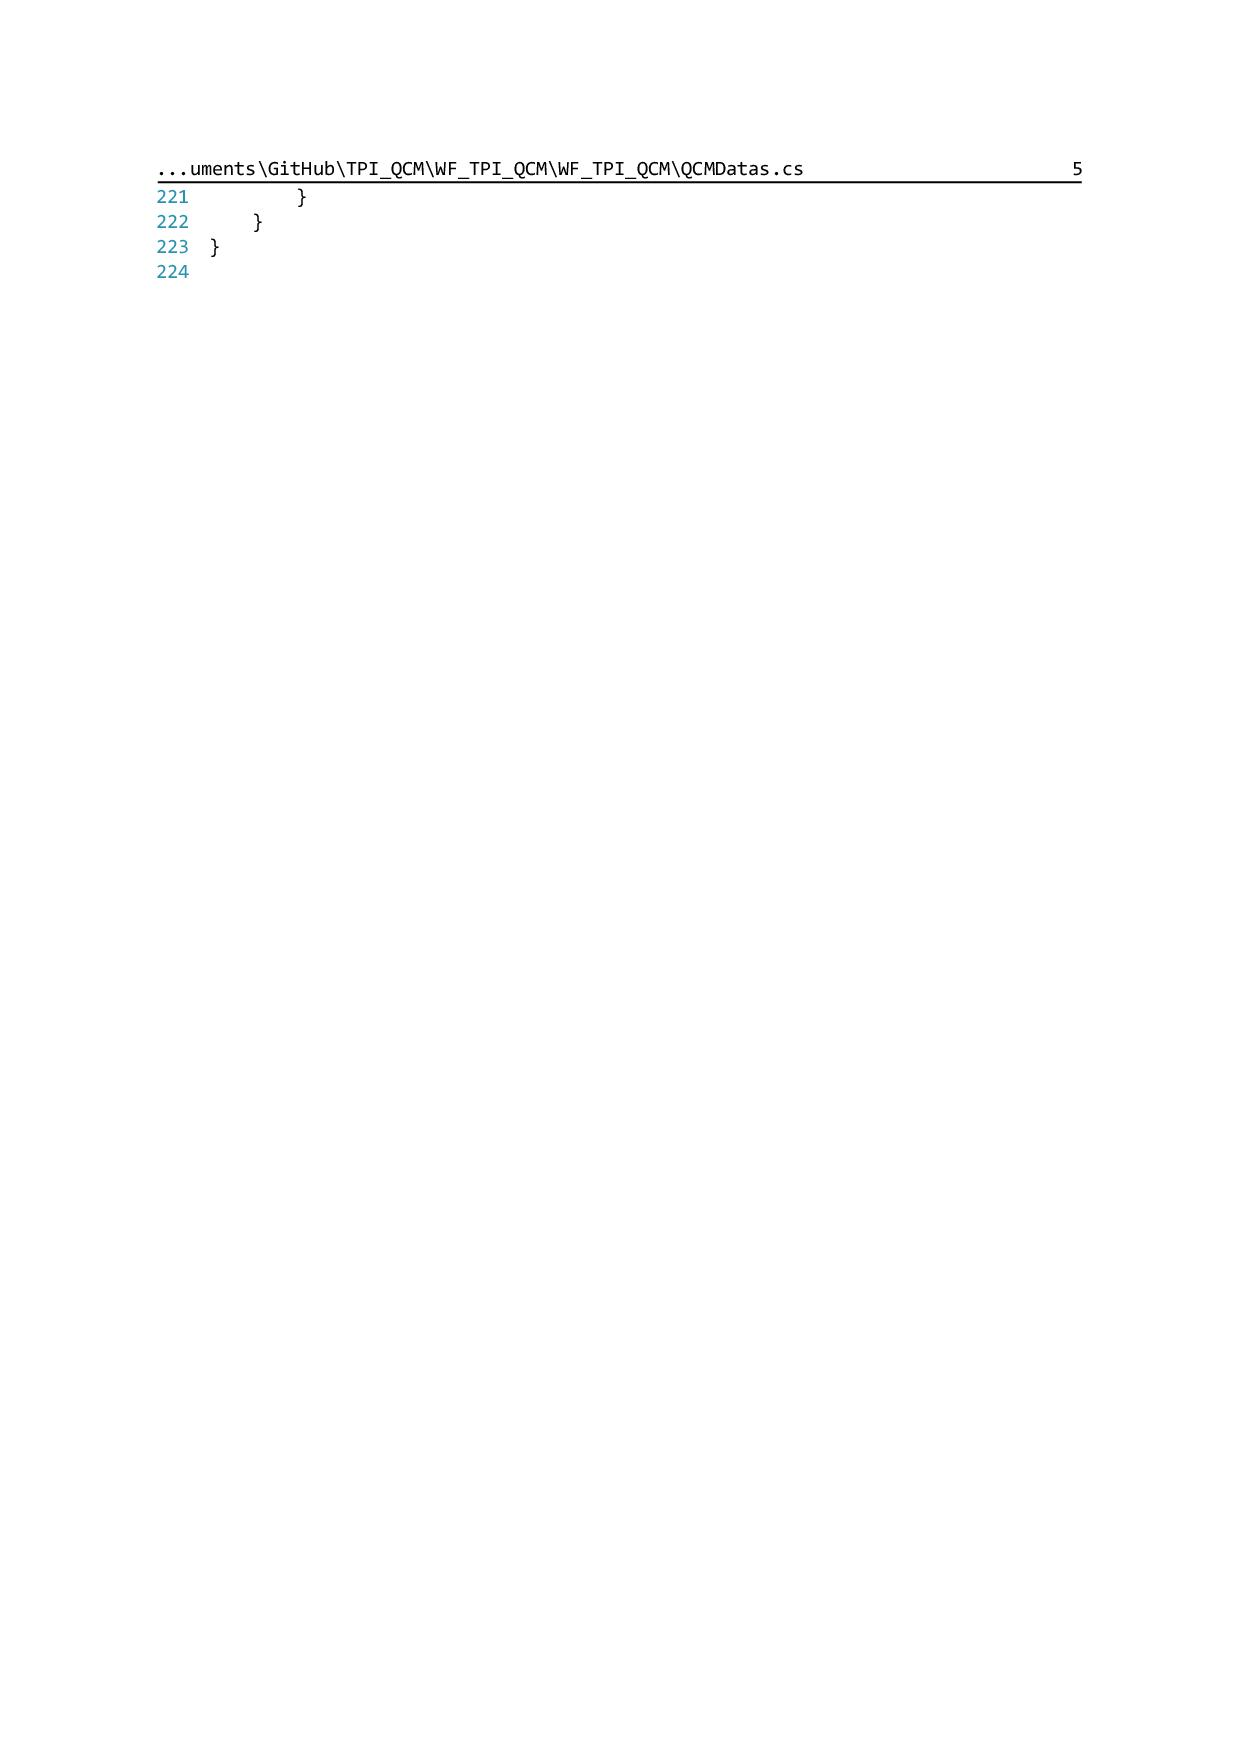 ...uments\GitHub\TPI_QCM\WF_TPI_QCM\WF_TPI_QCM\QCMDatas.cs 5
221         }
222     }
223 }
224